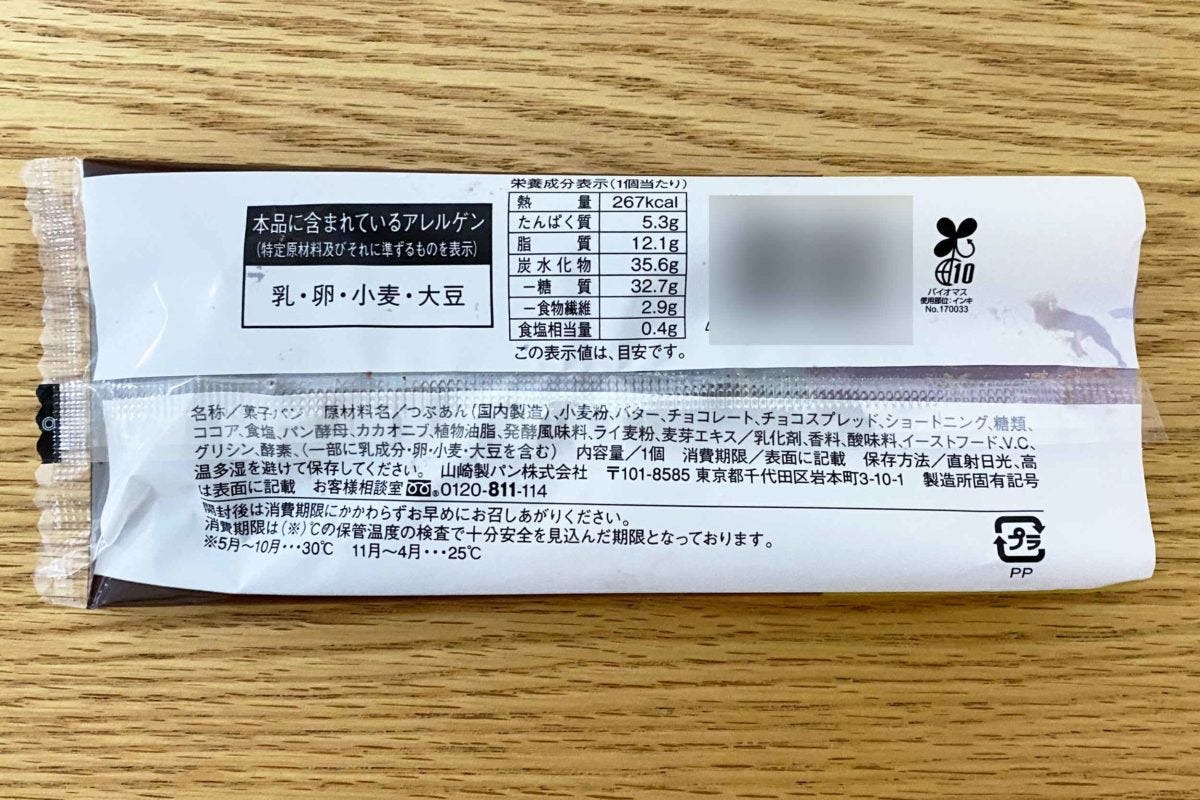 本品に含まれているアレルゲン
(特定原材料及びそれに準ずるものを表示)
乳・卵・小麦・大豆
栄養成分表示(1個当たり)
熱量 267kcal
たんぱく質 5.3g
脂質 12.1g
炭水化物 35.6g
－糖質 32.7g
－食物繊維 2.9g
食塩相当量 0.4g
この表示値は、目安です。
10
バイオマス
使用部位:インキ
No.170033
名称／菓子パン 原材料名／つぶあん(国内製造)、小麦粉、バター、チョコレート、チョコスプレッド、ショートニング、糖類、
ココア、食塩、パン酵母、カカオニブ、植物油脂、発酵風味料、ライ麦粉、麦芽エキス／乳化剤、香料、酸味料、イーストフード、V.C、
グリシン、酵素、(一部に乳成分・卵・小麦・大豆を含む) 内容量／1個 消費期限／表面に記載 保存方法／直射日光、高
温多湿を避けて保存してください。 山崎製パン株式会社 〒101-8585 東京都千代田区岩本町3-10-1 製造所固有記号
は表面に記載 お客様相談室 0120-811-114
開封後は消費期限にかかわらずお早めにお召しあがりください。
消費期限は(※)℃の保管温度の検査で十分安全を見込んだ期限となっております。
※5月～10月･･･30℃ 11月～4月･･･25℃
プラ
PP